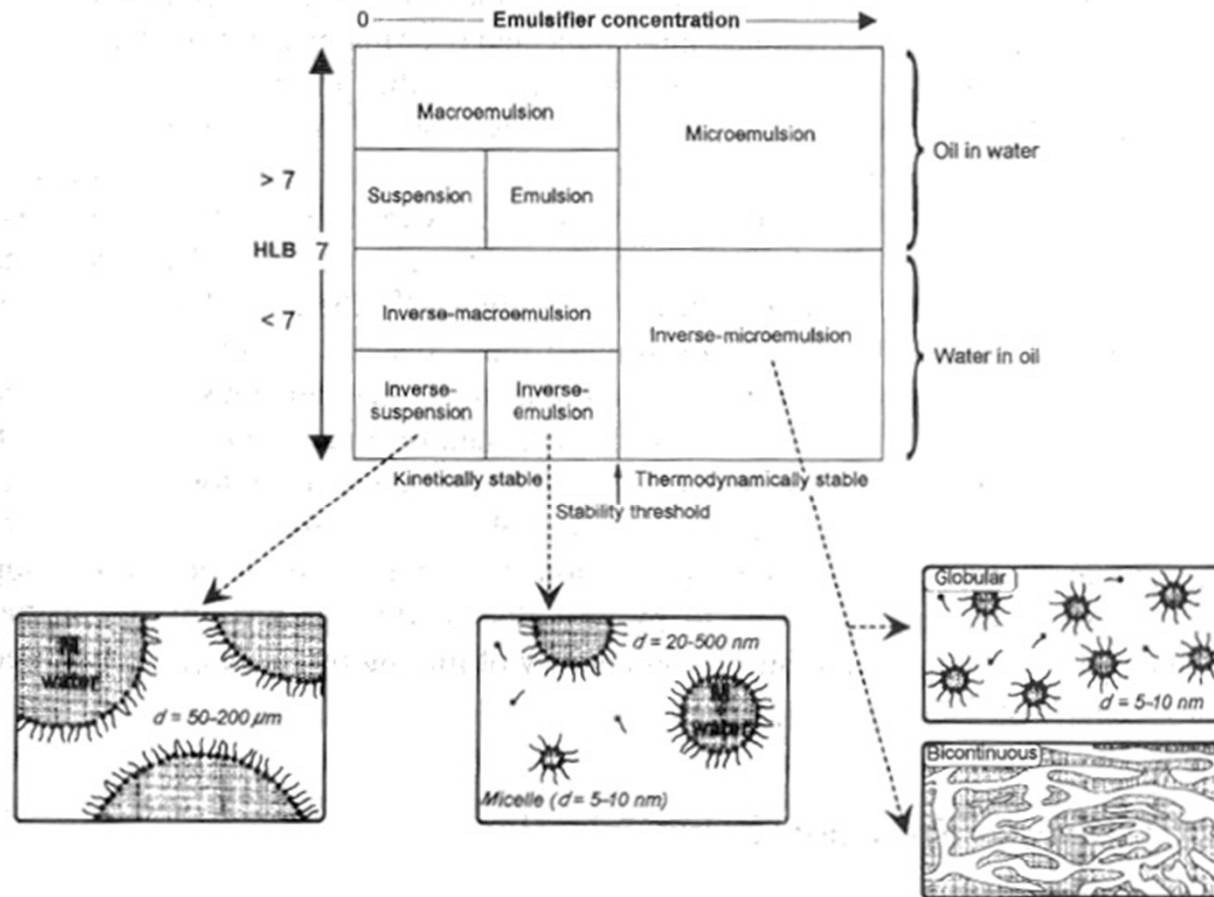 0 Emulsifier concentration
Macroemulsion
Microemulsion
Oil in water
> 7
Suspension
Emulsion
HLB 7
< 7
Inverse-macroemulsion
Inverse-microemulsion
Water in oil
Inverse-
suspension
Inverse-
emulsion
Kinetically stable
Thermodynamically stable
Stability threshold
M
+
water
d = 50-200 µm
d = 20-500 nm
M
+
water
Micelle (d = 5-10 nm)
Globular
d = 5-10 nm
Bicontinuous